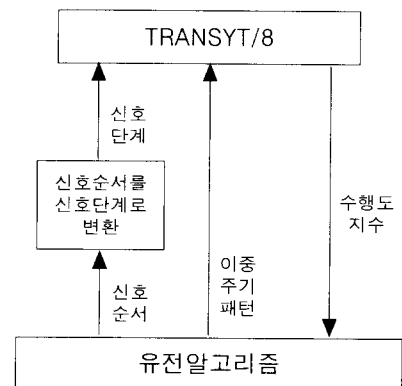 TRANSYT/8
신호
단계
신호순서를
신호단계로
변환
수행도
지수
이중
주기
패턴
신호
순서
유전알고리즘